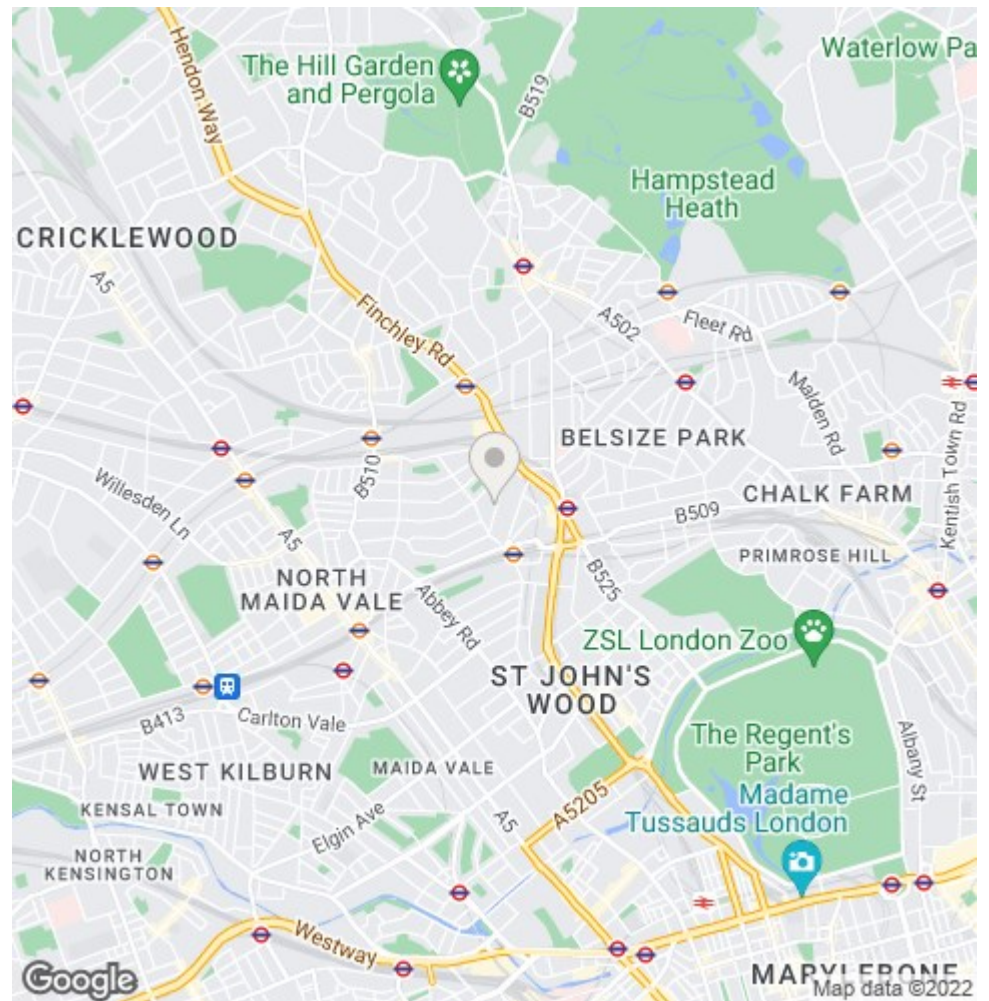 Hendon Way
The Hill Garden
and Pergola
B519
Waterlow Pa
Hampstead
Heath
CRICKLEWOOD
A5
Finchley Rd
A502
Fleet Rd
Malden Rd
Kentish Town Rd
BELSIZE PARK
B510
Willesden Ln
A5
CHALK FARM
B509
PRIMROSE HILL
NORTH
MAIDA VALE
Abbey Rd
B525
ZSL London Zoo
ST JOHN'S
WOOD
B413
Carlton Vale
The Regent's
Park
Albany St
WEST KILBURN
MAIDA VALE
Madame
Tussauds London
KENSAL TOWN
Elgin Ave
A5
A5205
NORTH
KENSINGTON
Westway
MARYLEBONE
Google
Map data ©2022